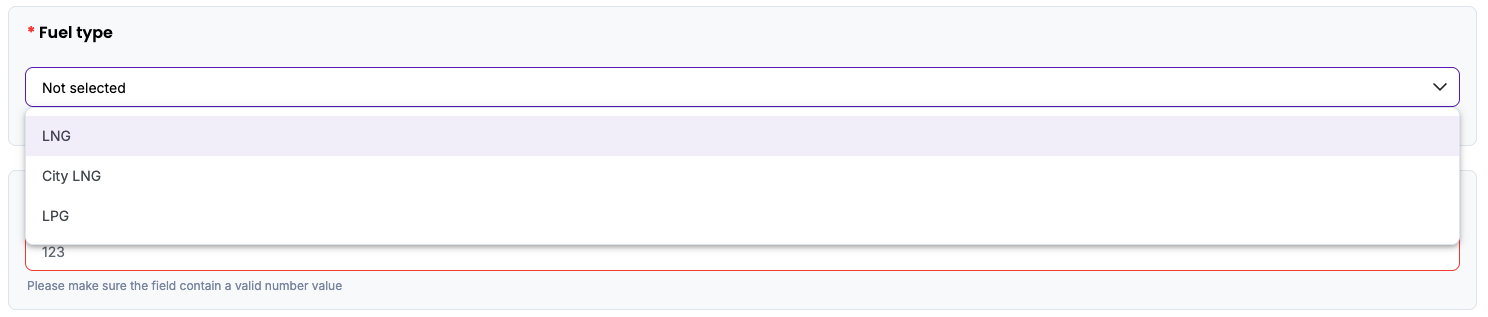 * Fuel type
Not selected
LNG
City LNG
LPG
123
Please make sure the field contain a valid number value